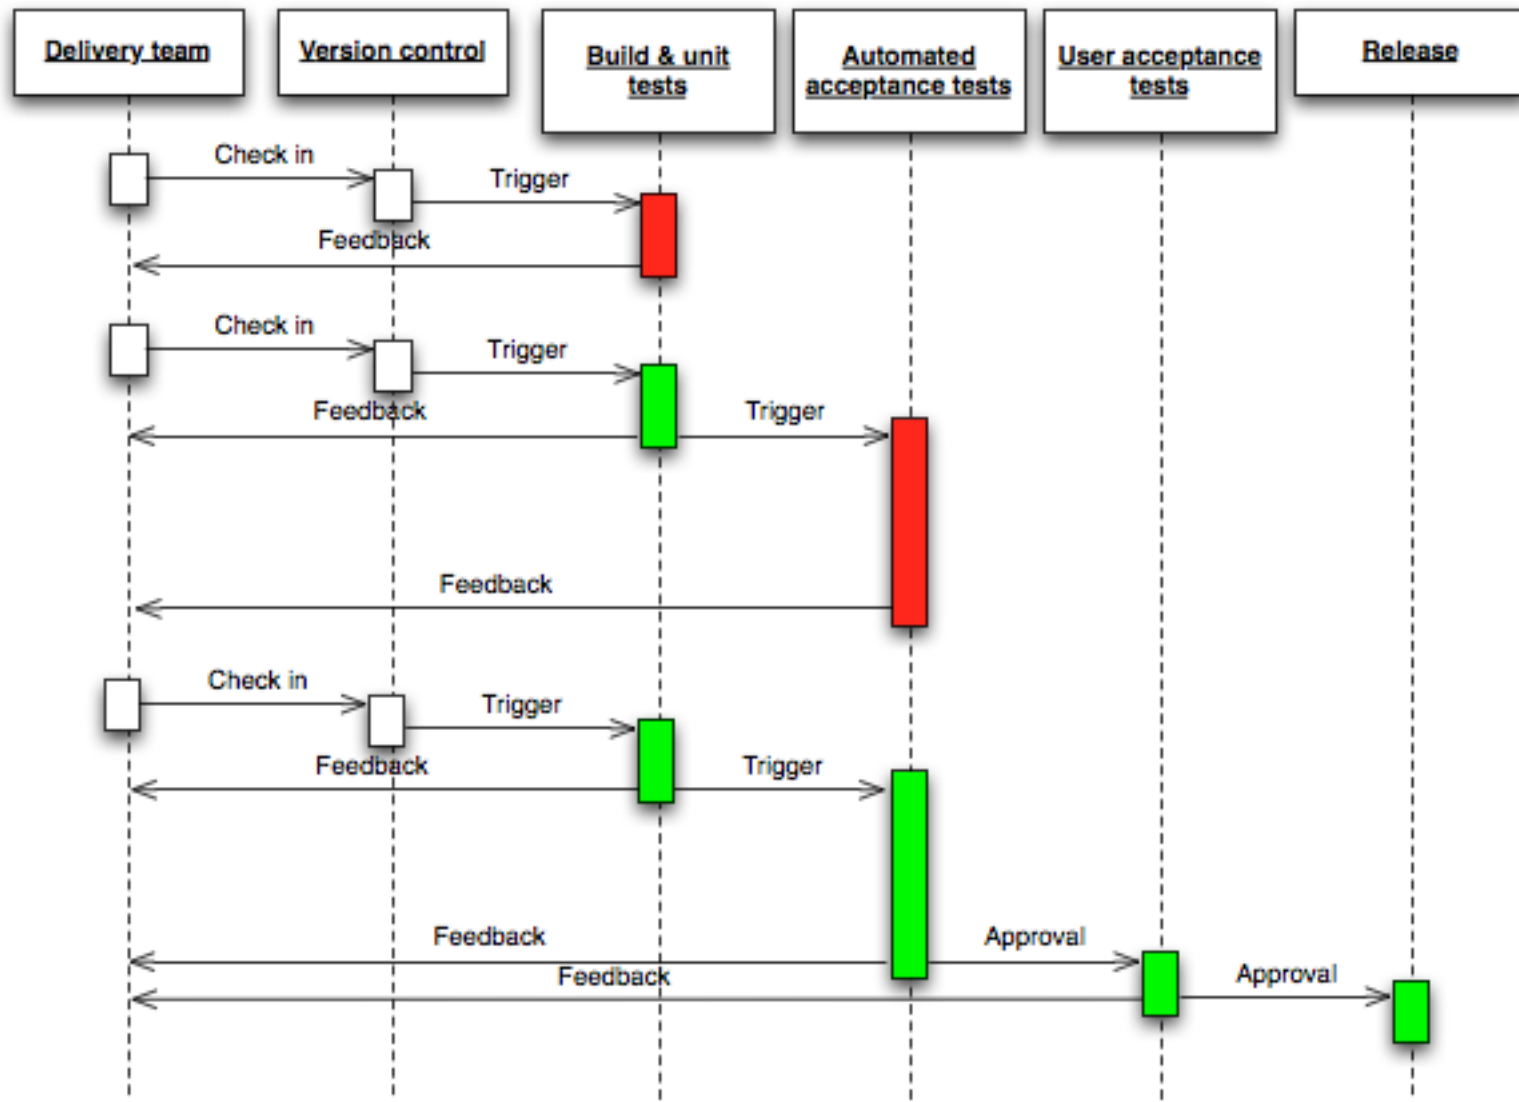 Delivery team
Version control
Build & unit
tests
Automated
acceptance tests
User acceptance
tests
Release
Check in
Trigger
Feedback
Check in
Trigger
Feedback
Trigger
Feedback
Check in
Trigger
Feedback
Trigger
Feedback
Approval
Feedback
Approval